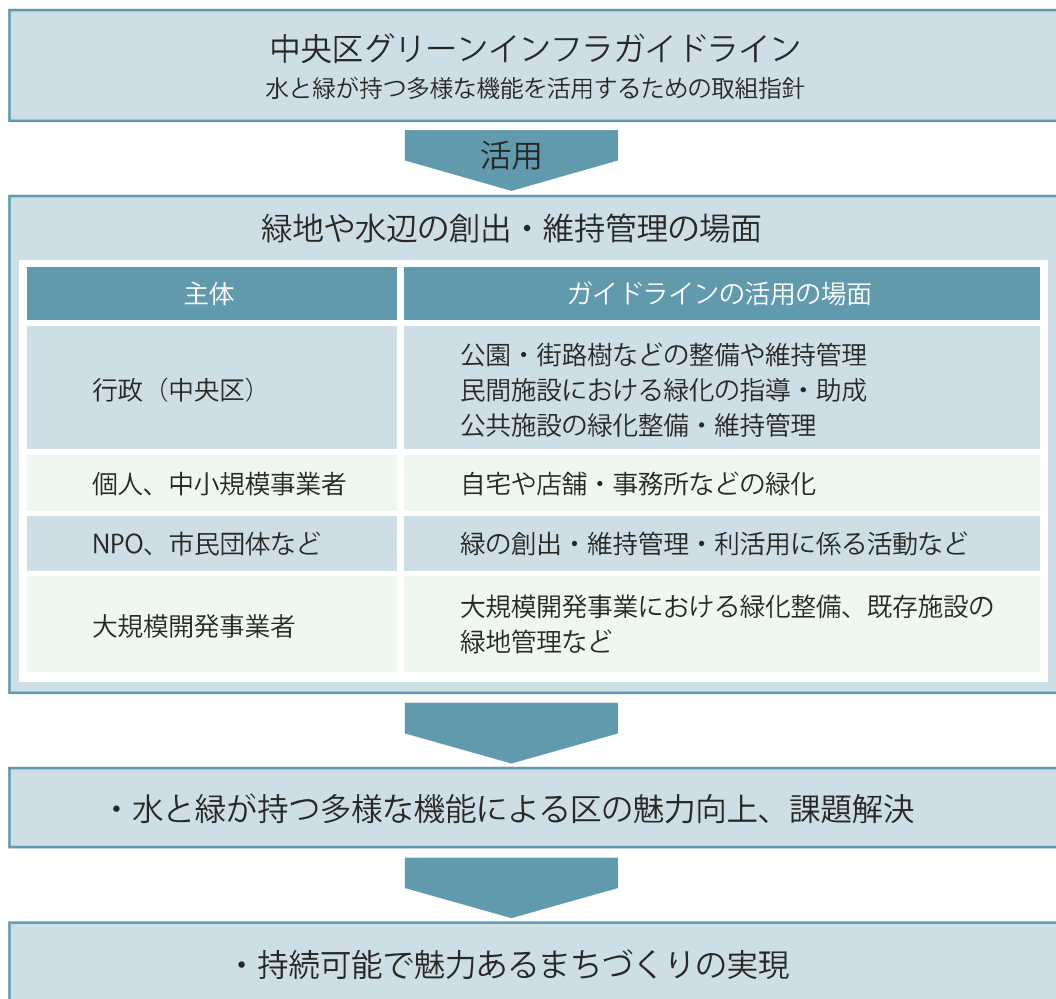 中央区グリーンインフラガイドライン
水と緑が持つ多様な機能を活用するための取組指針
活用
緑地や水辺の創出・維持管理の場面
主体
ガイドラインの活用の場面
行政（中央区）
公園・街路樹などの整備や維持管理
民間施設における緑化の指導・助成
公共施設の緑化整備・維持管理
個人、中小規模事業者
自宅や店舗・事務所などの緑化
NPO、市民団体など
緑の創出・維持管理・利活用に係る活動など
大規模開発事業者
大規模開発事業における緑化整備、既存施設の
緑地管理など
・水と緑が持つ多様な機能による区の魅力向上、課題解決
・持続可能で魅力あるまちづくりの実現